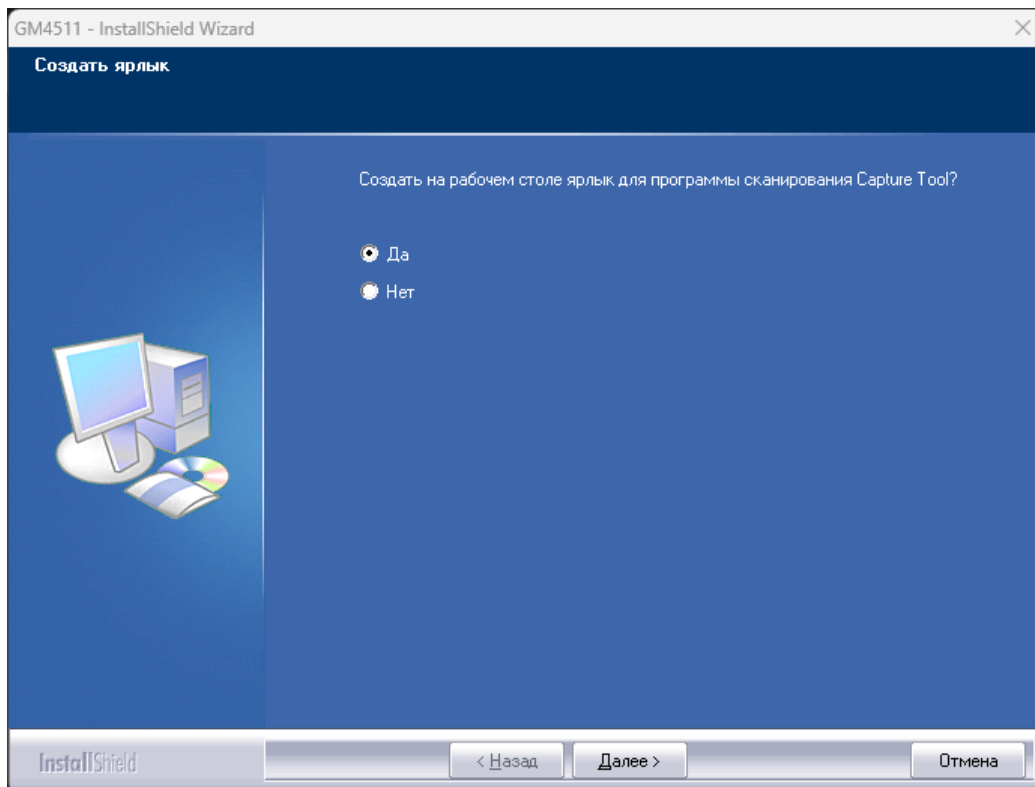 GM4511 - InstallShield Wizard
Создать ярлык
Создать на рабочем столе ярлык для программы сканирования Capture Tool?
Да
Нет
InstallShield
< Назад
Далее >
Отмена